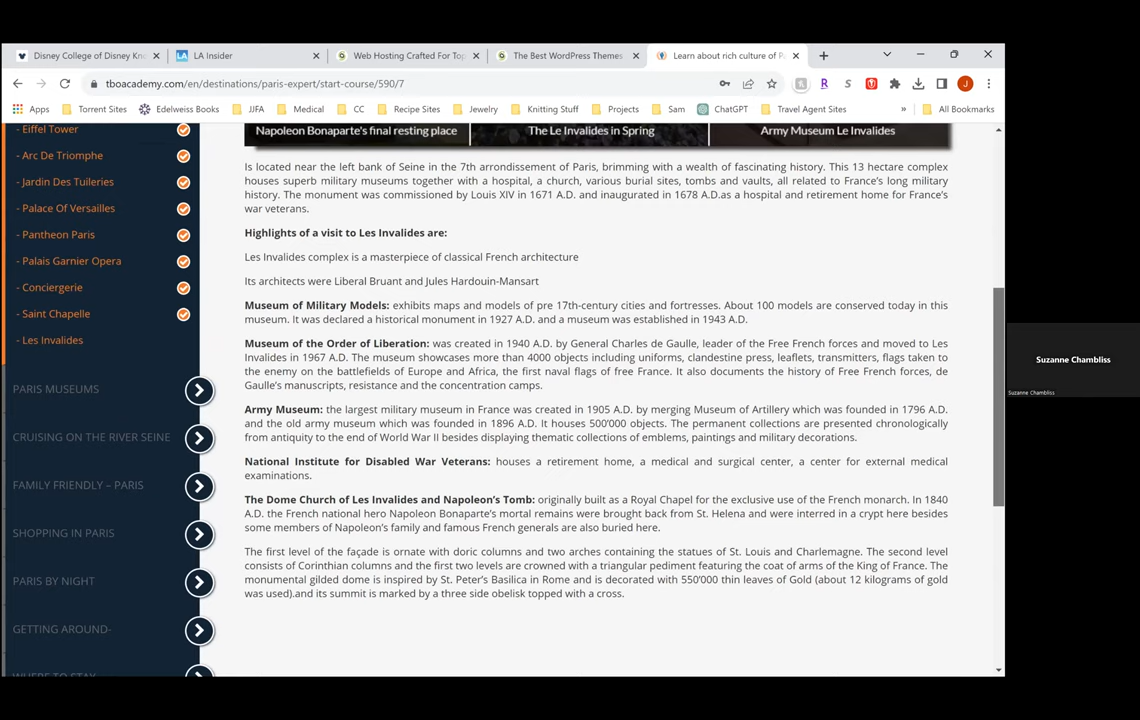 Disney College of Disney Kno
LA Insider
Web Hosting Crafted For Top
The Best WordPress Themes
Learn about rich culture of P
tboacademy.com/en/destinations/paris-expert/start-course/590/7
Apps
Torrent Sites
Edelweiss Books
JJFA
Medical
CC
Recipe Sites
Jewelry
Knitting Stuff
Projects
Sam
ChatGPT
Travel Agent Sites
»
All Bookmarks
- Eiffel Tower
- Arc De Triomphe
- Jardin Des Tuileries
- Palace Of Versailles
- Pantheon Paris
- Palais Garnier Opera
- Conciergerie
- Saint Chapelle
- Les Invalides
PARIS MUSEUMS
CRUISING ON THE RIVER SEINE
FAMILY FRIENDLY – PARIS
SHOPPING IN PARIS
PARIS BY NIGHT
GETTING AROUND-
WHERE TO STAY
Napoleon Bonaparte's final resting place
The Le Invalides in Spring
Army Museum Le Invalides
Is located near the left bank of Seine in the 7th arrondissement of Paris, brimming with a wealth of fascinating history. This 13 hectare complex
houses superb military museums together with a hospital, a church, various burial sites, tombs and vaults, all related to France's long military
history. The monument was commissioned by Louis XIV in 1671 A.D. and inaugurated in 1678 A.D.as a hospital and retirement home for France's
war veterans.
Highlights of a visit to Les Invalides are:
Les Invalides complex is a masterpiece of classical French architecture
Its architects were Liberal Bruant and Jules Hardouin-Mansart
Museum of Military Models: exhibits maps and models of pre 17th-century cities and fortresses. About 100 models are conserved today in this
museum. It was declared a historical monument in 1927 A.D. and a museum was established in 1943 A.D.
Museum of the Order of Liberation: was created in 1940 A.D. by General Charles de Gaulle, leader of the Free French forces and moved to Les
Invalides in 1967 A.D. The museum showcases more than 4000 objects including uniforms, clandestine press, leaflets, transmitters, flags taken to
the enemy on the battlefields of Europe and Africa, the first naval flags of free France. It also documents the history of Free French forces, de
Gaulle's manuscripts, resistance and the concentration camps.
Army Museum: the largest military museum in France was created in 1905 A.D. by merging Museum of Artillery which was founded in 1796 A.D.
and the old army museum which was founded in 1896 A.D. It houses 500'000 objects. The permanent collections are presented chronologically
from antiquity to the end of World War II besides displaying thematic collections of emblems, paintings and military decorations.
National Institute for Disabled War Veterans: houses a retirement home, a medical and surgical center, a center for external medical
examinations.
The Dome Church of Les Invalides and Napoleon's Tomb: originally built as a Royal Chapel for the exclusive use of the French monarch. In 1840
A.D. the French national hero Napoleon Bonaparte's mortal remains were brought back from St. Helena and were interred in a crypt here besides
some members of Napoleon's family and famous French generals are also buried here.
The first level of the façade is ornate with doric columns and two arches containing the statues of St. Louis and Charlemagne. The second level
consists of Corinthian columns and the first two levels are crowned with a triangular pediment featuring the coat of arms of the King of France. The
monumental gilded dome is inspired by St. Peter's Basilica in Rome and is decorated with 550'000 thin leaves of Gold (about 12 kilograms of gold
was used).and its summit is marked by a three side obelisk topped with a cross.
Suzanne Chambliss
Suzanne Chambliss